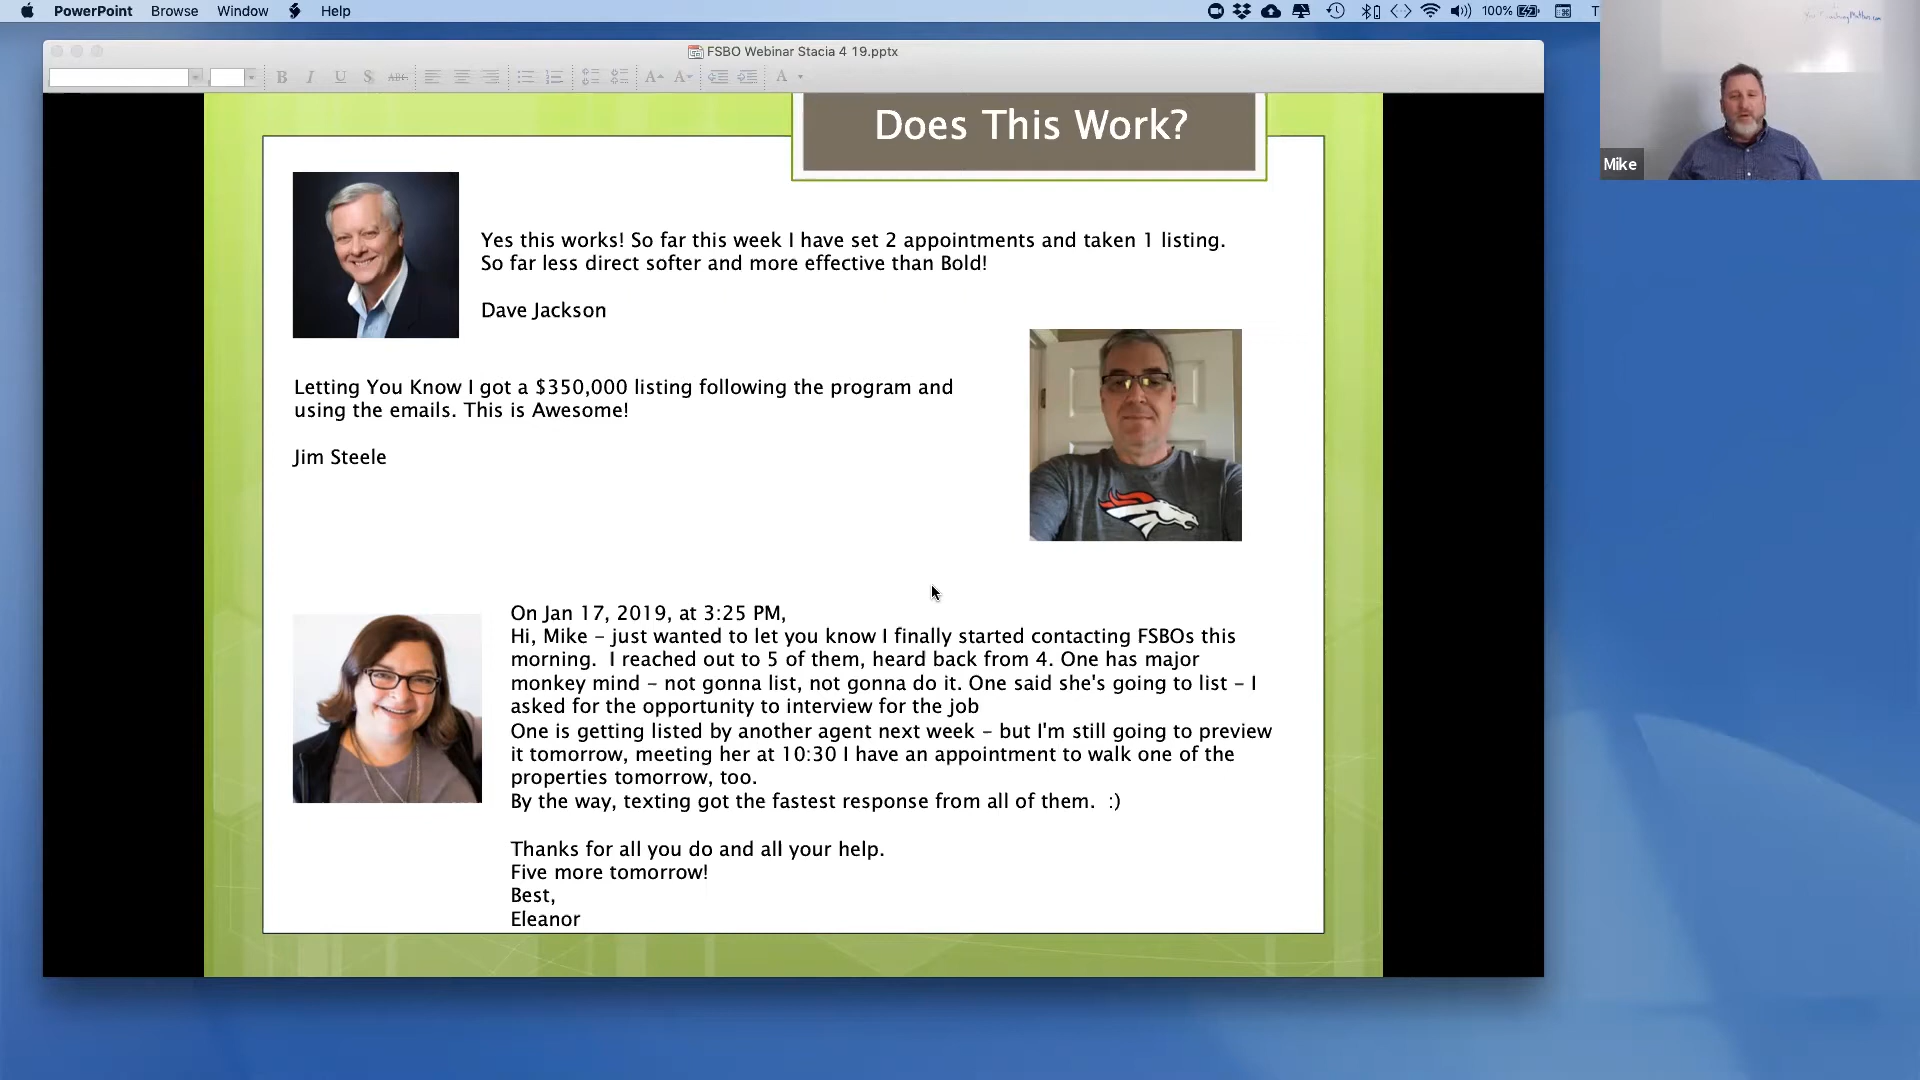 PowerPoint Browse Window Help
100%
T
FSBO Webinar Stacia 4 19.pptx
B I U S ABC A A A
Does This Work?
Yes this works! So far this week I have set 2 appointments and taken 1 listing.
So far less direct softer and more effective than Bold!
Dave Jackson
Letting You Know I got a $350,000 listing following the program and
using the emails. This is Awesome!
Jim Steele
On Jan 17, 2019, at 3:25 PM,
Hi, Mike – just wanted to let you know I finally started contacting FSBOs this
morning.  I reached out to 5 of them, heard back from 4. One has major
monkey mind – not gonna list, not gonna do it. One said she's going to list – I
asked for the opportunity to interview for the job
One is getting listed by another agent next week – but I'm still going to preview
it tomorrow, meeting her at 10:30 I have an appointment to walk one of the
properties tomorrow, too.
By the way, texting got the fastest response from all of them.  :)
Thanks for all you do and all your help.
Five more tomorrow!
Best,
Eleanor
Mike